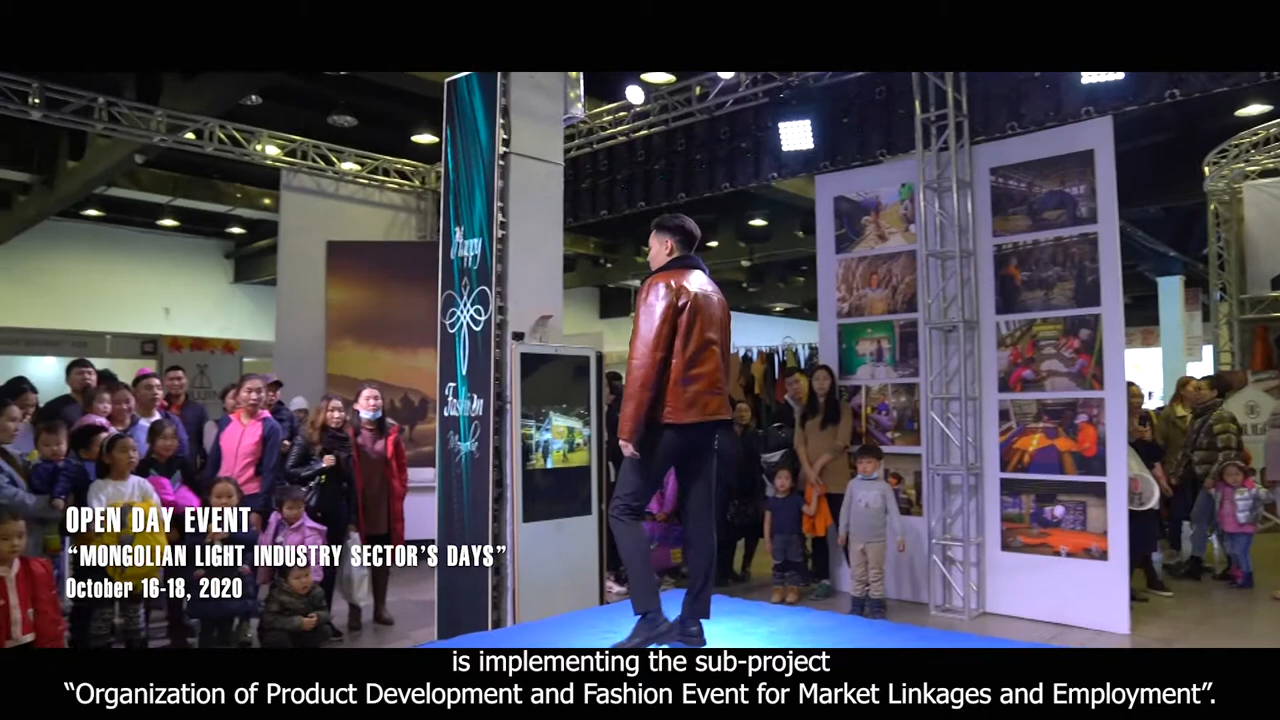 Happy
Fashion
OPEN DAY EVENT
“MONGOLIAN LIGHT INDUSTRY SECTOR’S DAYS”
October 16-18, 2020
is implementing the sub-project
“Organization of Product Development and Fashion Event for Market Linkages and Employment”.